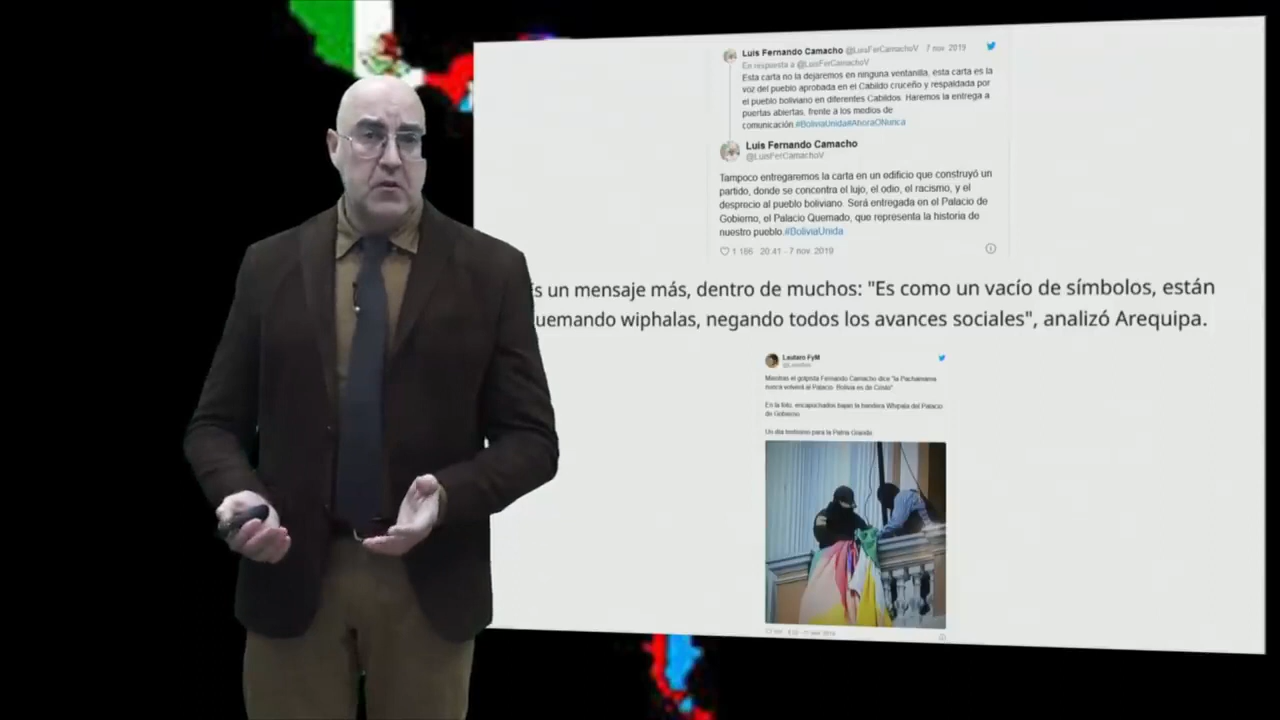 Luis Fernando Camacho @LuisFerCamachoV 7 nov. 2019
En respuesta a @LuisFerCamachoV
Esta carta no la dejaremos en ninguna ventanilla, esta carta es la
voz del pueblo aprobada en el Cabildo cruceño y respaldada por
el pueblo boliviano en diferentes Cabildos. Haremos la entrega a
puertas abiertas, frente a los medios de
comunicación.#BoliviaUnida#AhoraONunca
Luis Fernando Camacho
@LuisFerCamachoV
Tampoco entregaremos la carta en un edificio que construyó un
partido, donde se concentra el lujo, el odio, el racismo, y el
desprecio al pueblo boliviano. Será entregada en el Palacio de
Gobierno, el Palacio Quemado, que representa la historia de
nuestro pueblo.#BoliviaUnida
1 186 20:41 - 7 nov. 2019
s un mensaje más, dentro de muchos: "Es como un vacío de símbolos, están
uemando wiphalas, negando todos los avances sociales", analizó Arequipa.
Lautaro FyM
Mientras el golpista Fernando Camacho dice "la Pachamama
nunca volverá al Palacio. Bolivia es de Cristo"
En la foto, encapuchados bajan la bandera Whypala del Palacio
de Gobierno
Un día tristísimo para la Patria Grande